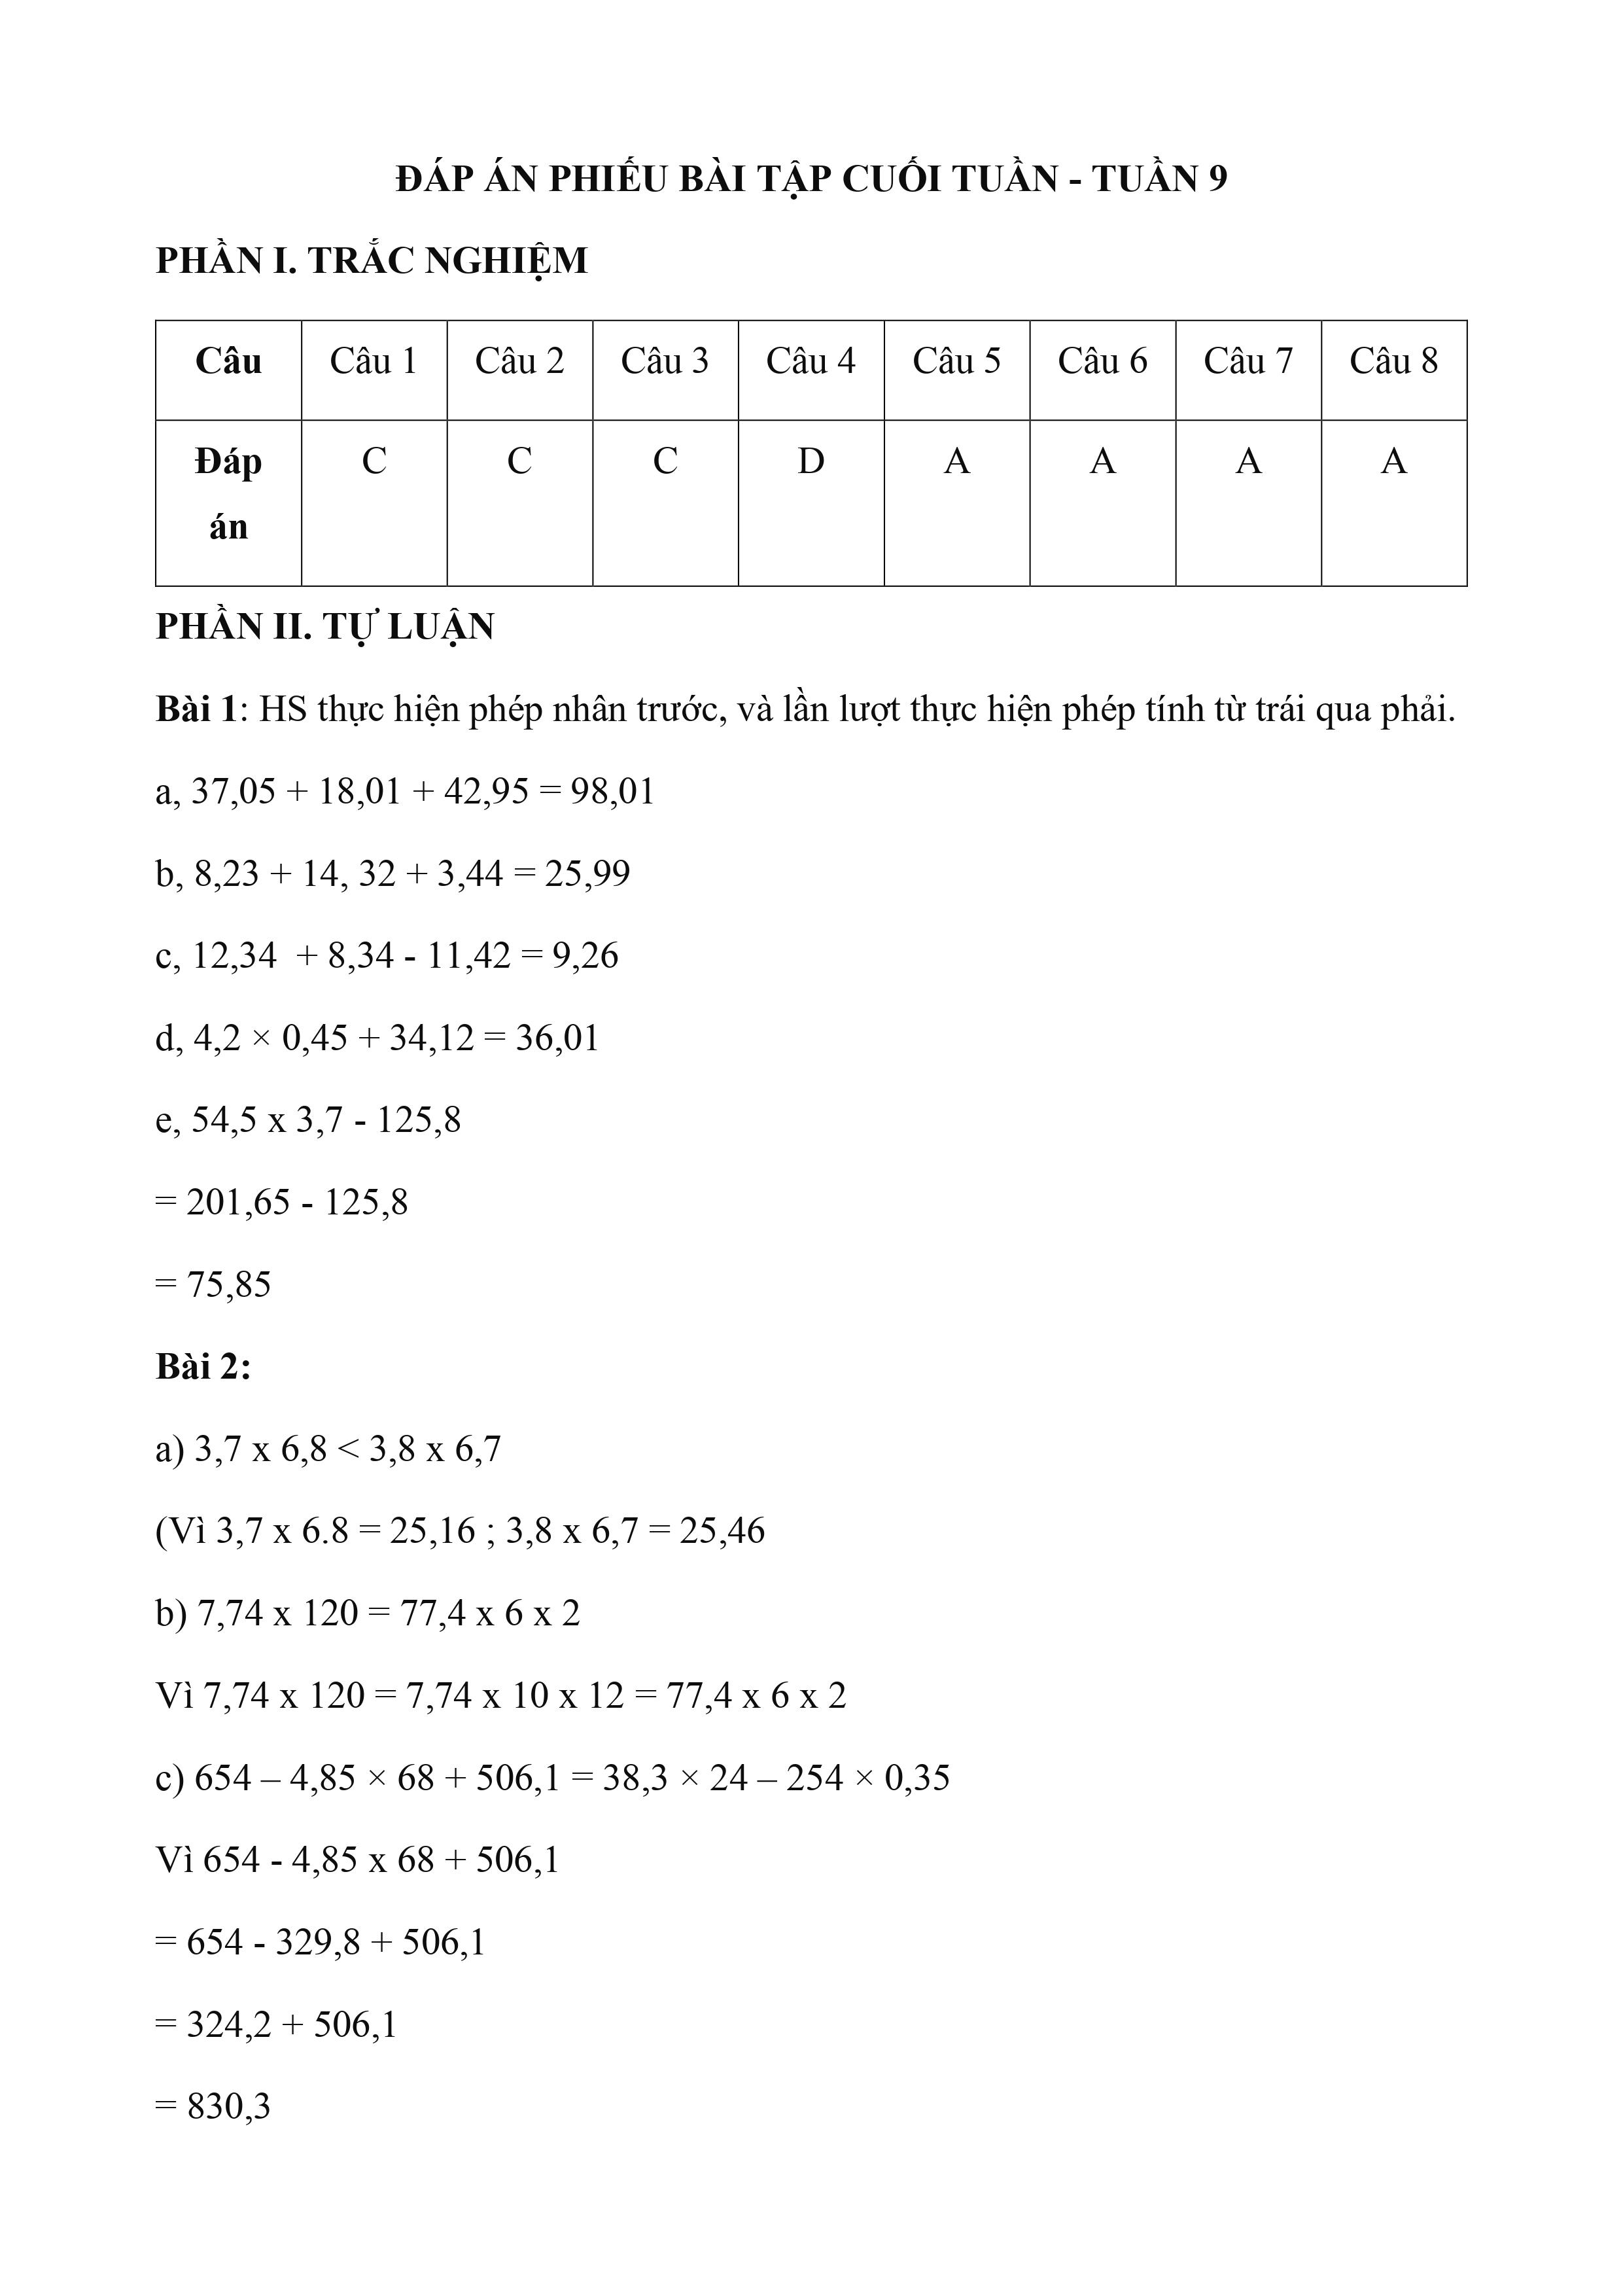 ĐÁP ÁN PHIẾU BÀI TẬP CUỐI TUẦN - TUẦN 9
PHẦN I. TRẮC NGHIỆM
Câu Câu 1 Câu 2 Câu 3 Câu 4 Câu 5 Câu 6 Câu 7 Câu 8
Đáp án C C C D A A A A
PHẦN II. TỰ LUẬN
Bài 1: HS thực hiện phép nhân trước, và lần lượt thực hiện phép tính từ trái qua phải.
a, 37,05 + 18,01 + 42,95 = 98,01
b, 8,23 + 14, 32 + 3,44 = 25,99
c, 12,34 + 8,34 - 11,42 = 9,26
d, 4,2 × 0,45 + 34,12 = 36,01
e, 54,5 x 3,7 - 125,8
= 201,65 - 125,8
= 75,85
Bài 2:
a) 3,7 x 6,8 < 3,8 x 6,7
(Vì 3,7 x 6.8 = 25,16 ; 3,8 x 6,7 = 25,46
b) 7,74 x 120 = 77,4 x 6 x 2
Vì 7,74 x 120 = 7,74 x 10 x 12 = 77,4 x 6 x 2
c) 654 – 4,85 × 68 + 506,1 = 38,3 × 24 – 254 × 0,35
Vì 654 - 4,85 x 68 + 506,1
= 654 - 329,8 + 506,1
= 324,2 + 506,1
= 830,3